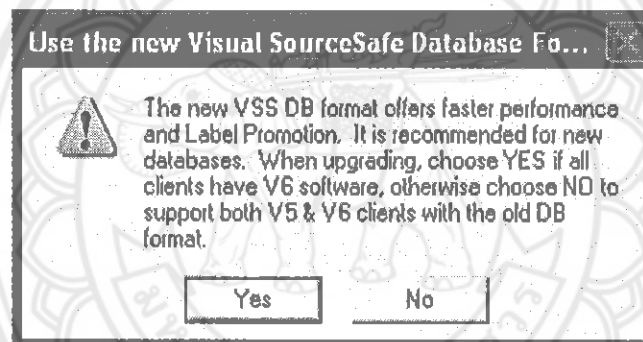 Use the new Visual SourceSafe Database Fo...
The new VSS DB format offers faster performance
and Label Promotion. It is recommended for new
databases. When upgrading, choose YES if all
clients have V6 software, otherwise choose NO to
support both V5 & V6 clients with the old DB
format.
Yes No